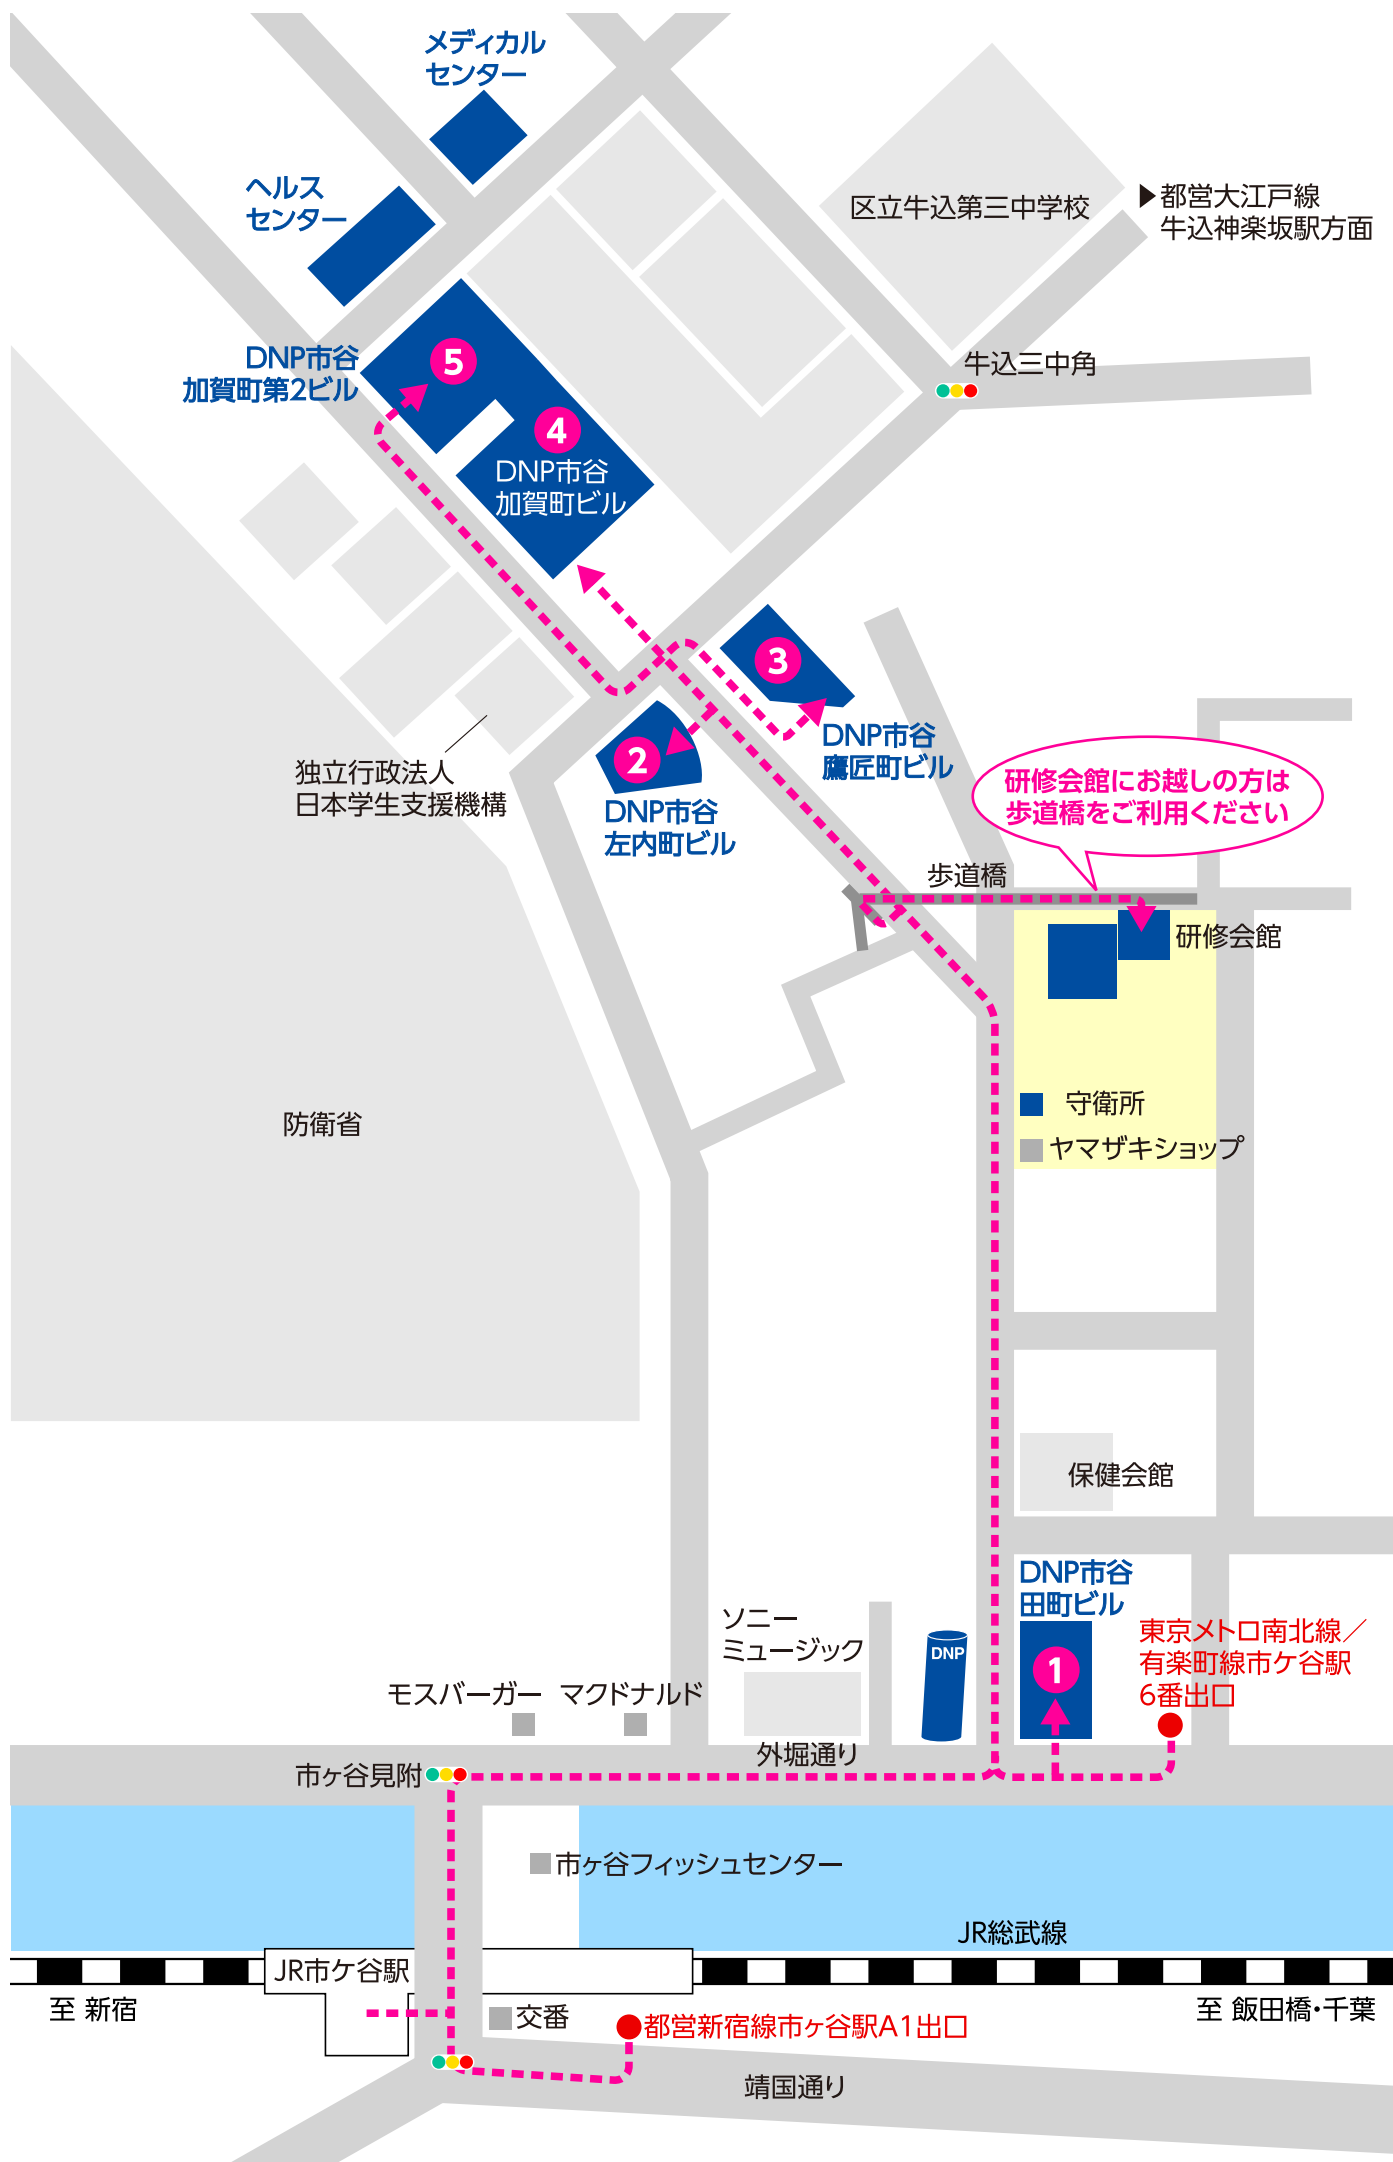 メディカル
センター
ヘルス
センター
区立牛込第三中学校
▶都営大江戸線
牛込神楽坂駅方面
DNP市谷
加賀町第2ビル
5
牛込三中角
4
DNP市谷
加賀町ビル
3
DNP市谷
鷹匠町ビル
2
DNP市谷
左内町ビル
独立行政法人
日本学生支援機構
研修会館にお越しの方は
歩道橋をご利用ください
歩道橋
研修会館
防衛省
守衛所
ヤマザキショップ
保健会館
DNP市谷
田町ビル
1
ソニー
ミュージック
DNP
東京メトロ南北線／
有楽町線市ケ谷駅
6番出口
モスバーガー
マクドナルド
外堀通り
市ヶ谷見附
市ヶ谷フィッシュセンター
JR総武線
JR市ケ谷駅
至 新宿
至 飯田橋・千葉
交番
都営新宿線市ヶ谷駅A1出口
靖国通り